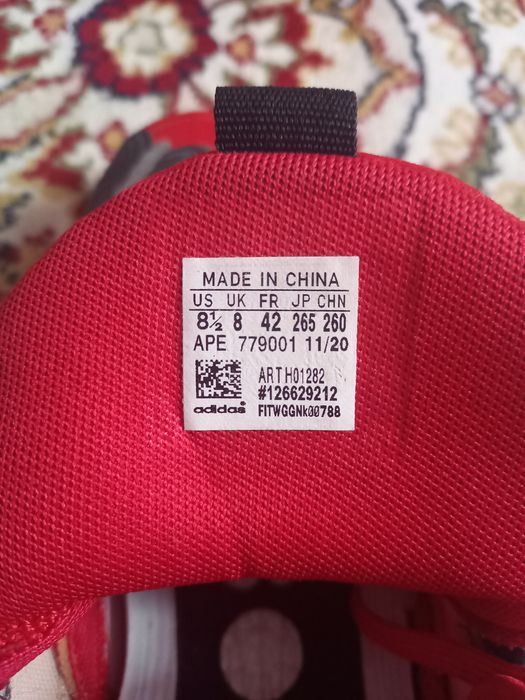 MADE IN CHINA
US UK FR JP CHN
8½ 8 42 265 260
APE 779001 11/20
ART H01282
#126629212
adidas FITWGGNk00788